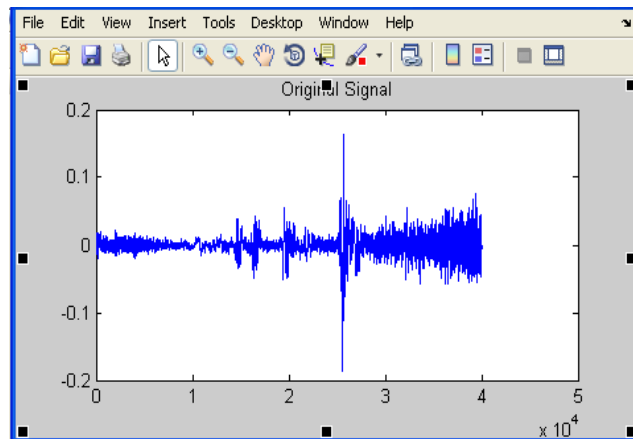 File Edit View Insert Tools Desktop Window Help
Original Signal
0.2
0.1
0
-0.1
-0.2
0 1 2 3 4 5
x 10^4